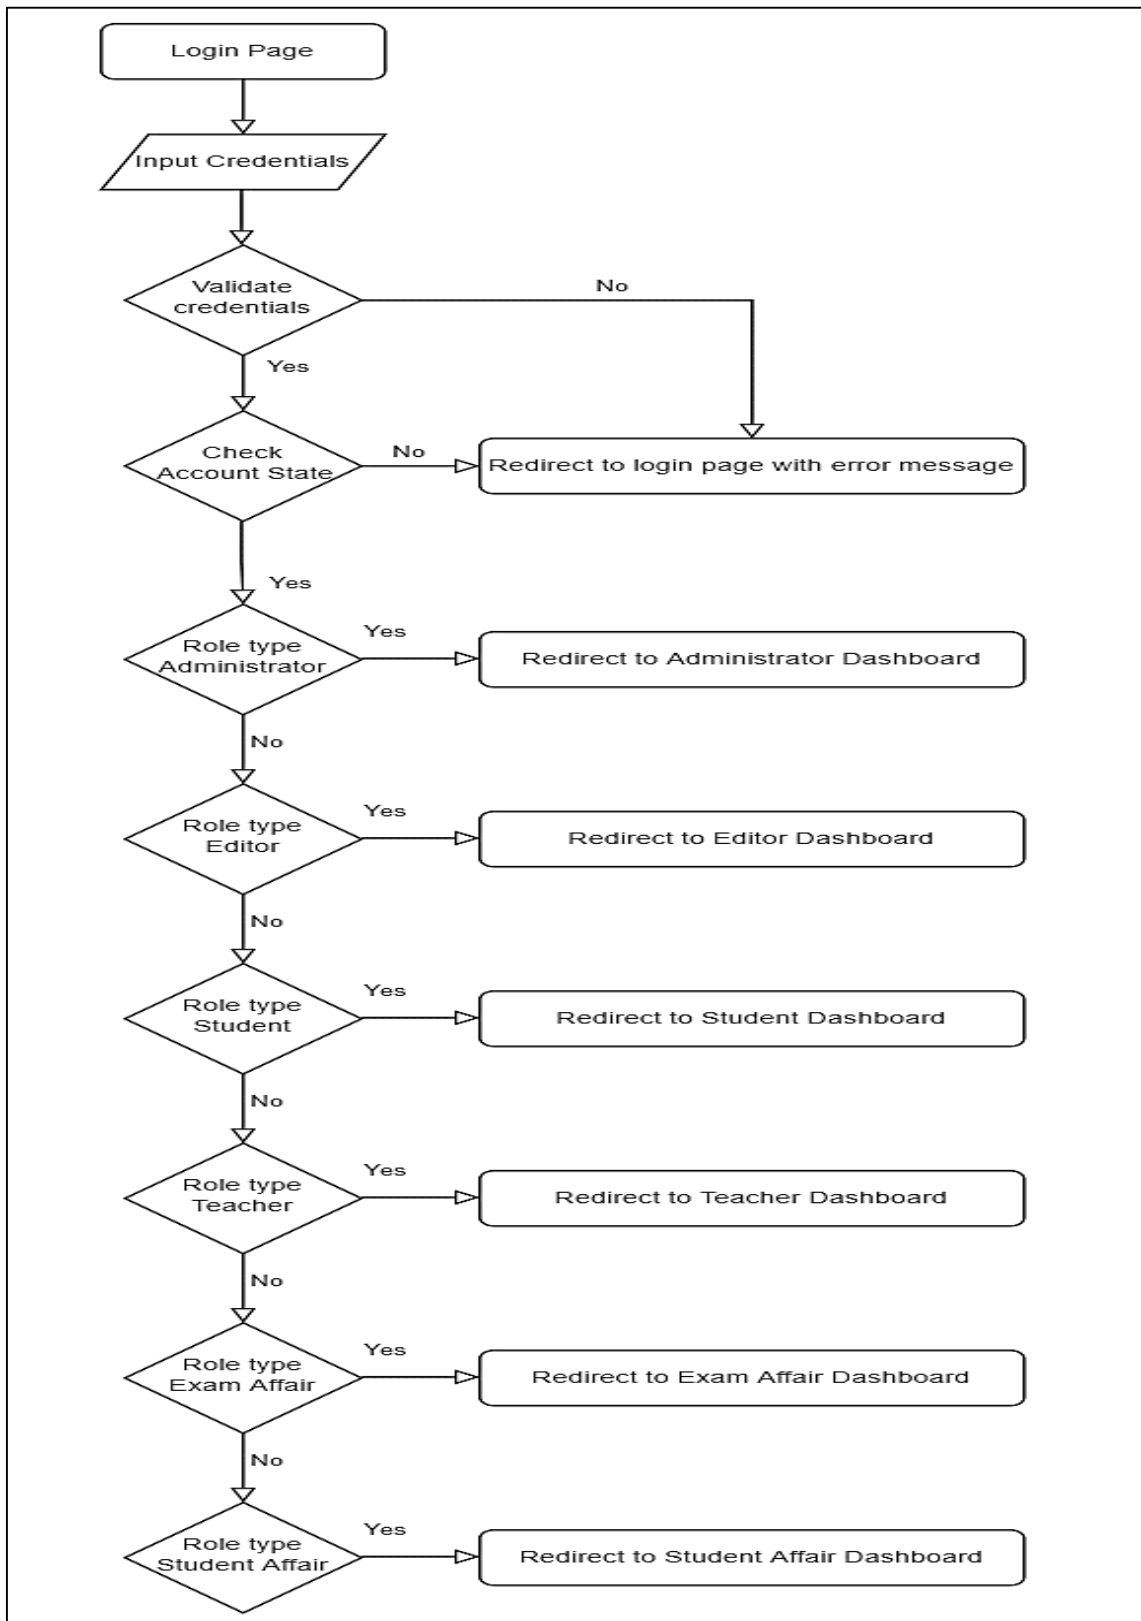 Login Page
Input Credentials
Validate
credentials
No
Yes
Check
Account State
No
Redirect to login page with error message
Yes
Role type
Administrator
Yes
Redirect to Administrator Dashboard
No
Role type
Editor
Yes
Redirect to Editor Dashboard
No
Role type
Student
Yes
Redirect to Student Dashboard
No
Role type
Teacher
Yes
Redirect to Teacher Dashboard
No
Role type
Exam Affair
Yes
Redirect to Exam Affair Dashboard
No
Role type
Student Affair
Yes
Redirect to Student Affair Dashboard